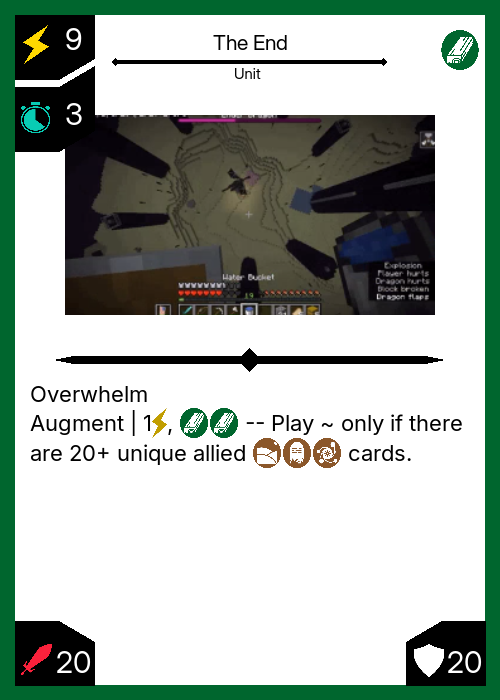 9
The End
Unit
3
Ender Dragon
Water Bucket
19
Explosion
Player hurts
Dragon hurts
Block broken
Dragon flaps
Overwhelm
Augment | 1, -- Play ~ only if there
are 20+ unique allied cards.
20
20